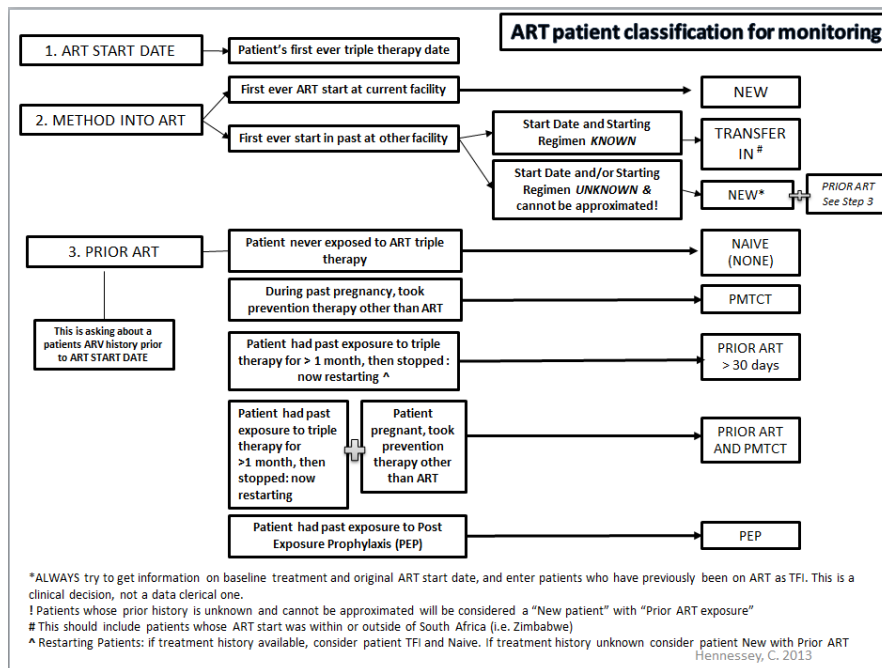 ART patient classification for monitoring
1. ART START DATE
Patient's first ever triple therapy date
2. METHOD INTO ART
First ever ART start at current facility
NEW
First ever start in past at other facility
Start Date and Starting
Regimen KNOWN
TRANSFER
IN #
Start Date and/or Starting
Regimen UNKNOWN &
cannot be approximated!
NEW*
PRIOR ART
See Step 3
3. PRIOR ART
This is asking about a
patients ARV history prior
to ART START DATE
Patient never exposed to ART triple
therapy
NAIVE
(NONE)
During past pregnancy, took
prevention therapy other than ART
PMTCT
Patient had past exposure to triple
therapy for > 1 month, then stopped :
now restarting ^
PRIOR ART
> 30 days
Patient had past
exposure to triple
therapy for
>1 month, then
stopped: now
restarting
Patient
pregnant, took
prevention
therapy other
than ART
PRIOR ART
AND PMTCT
Patient had past exposure to Post
Exposure Prophylaxis (PEP)
PEP
*ALWAYS try to get information on baseline treatment and original ART start date, and enter patients who have previously been on ART as TFI. This is a
clinical decision, not a data clerical one.
! Patients whose prior history is unknown and cannot be approximated will be considered a "New patient" with "Prior ART exposure"
# This should include patients whose ART start was within or outside of South Africa (i.e. Zimbabwe)
^ Restarting Patients: if treatment history available, consider patient TFI and Naive. If treatment history unknown consider patient New with Prior ART
Hennessey, C. 2013